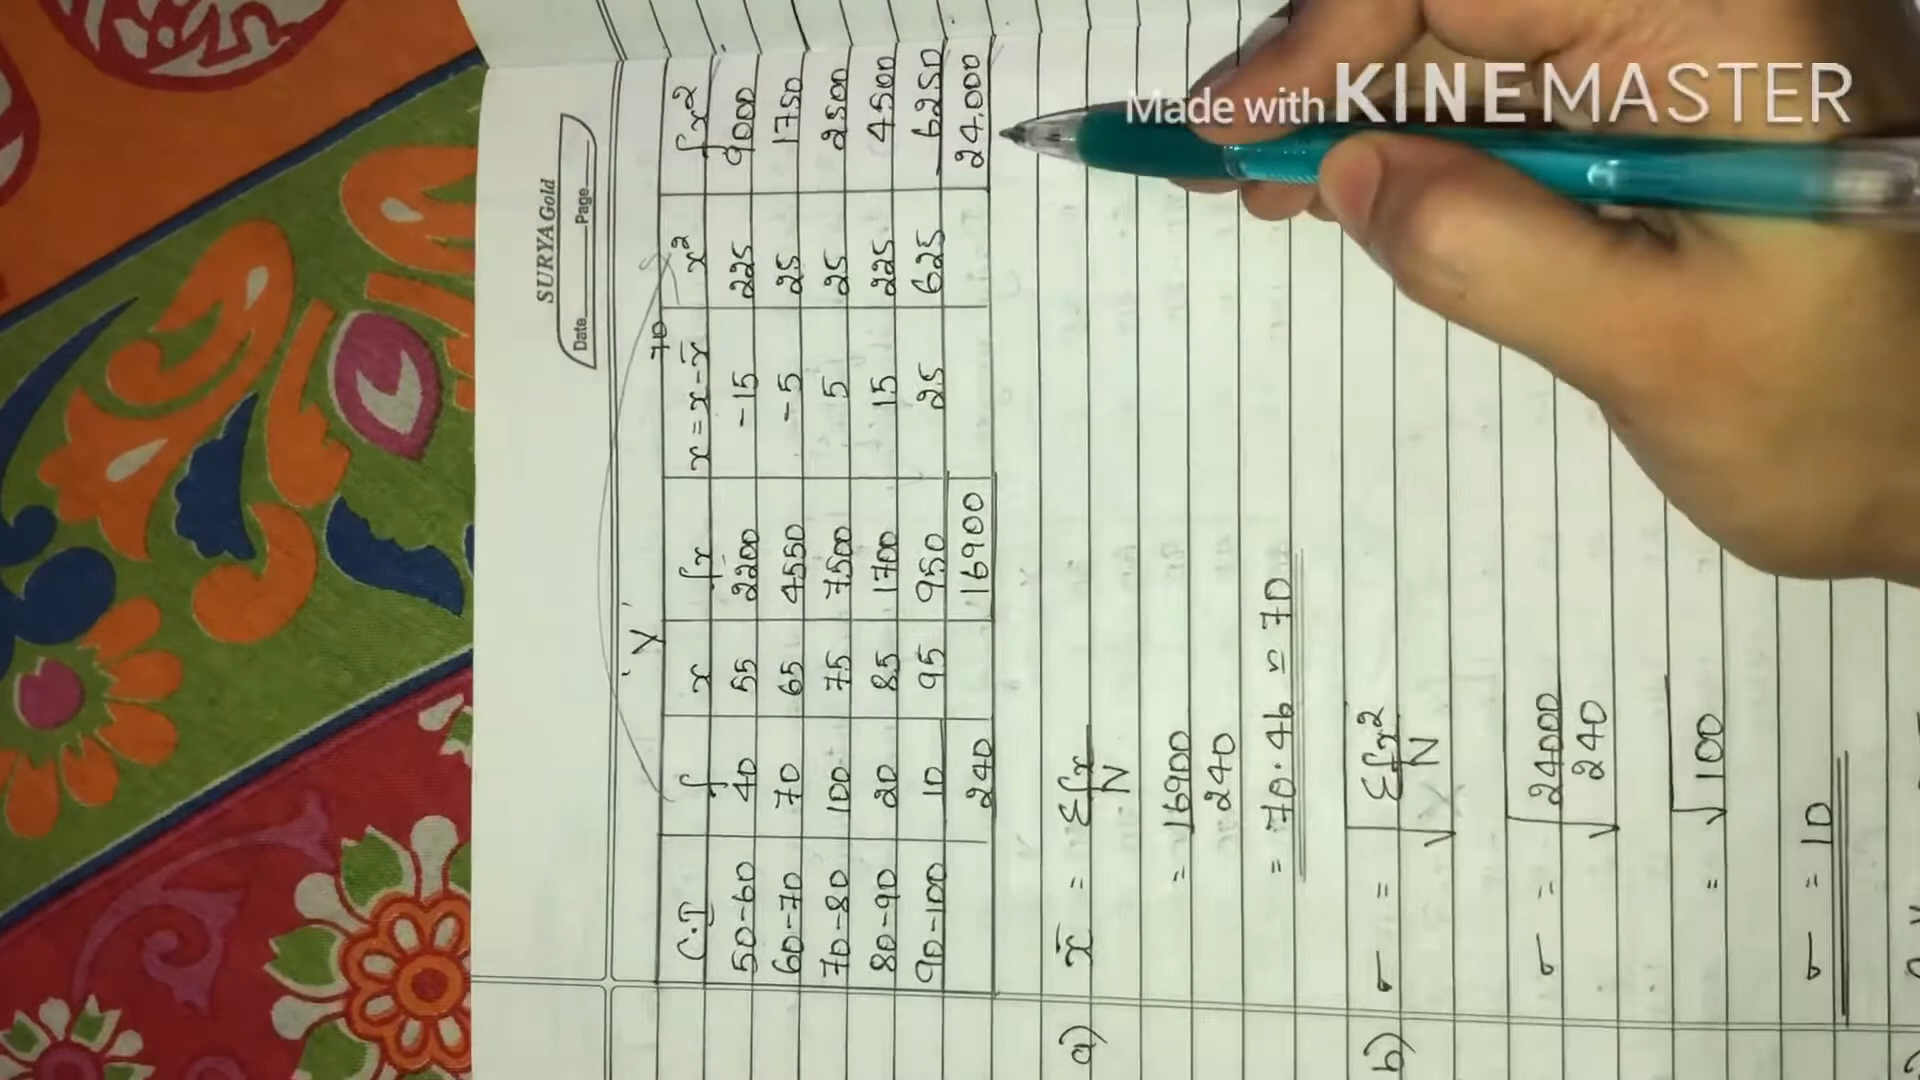 Made with KINEMASTER
SURYA Gold
Date Page
Y
70
C.I f x fx x = x - x̄ x² fx²
50-60 40 55 2200 -15 225 9000
60-70 70 65 4550 -5 25 1750
70-80 100 75 7500 5 25 2500
80-90 20 85 1700 15 225 4500
90-100 10 95 950 25 625 6250
240 16900 24.000
a) x̄ = Σfx / N
= 16900 / 240
= 70.46 ≈ 70
b) σ = √ Σfx² / N
σ = √ 24000 / 240
= √100
σ = 10